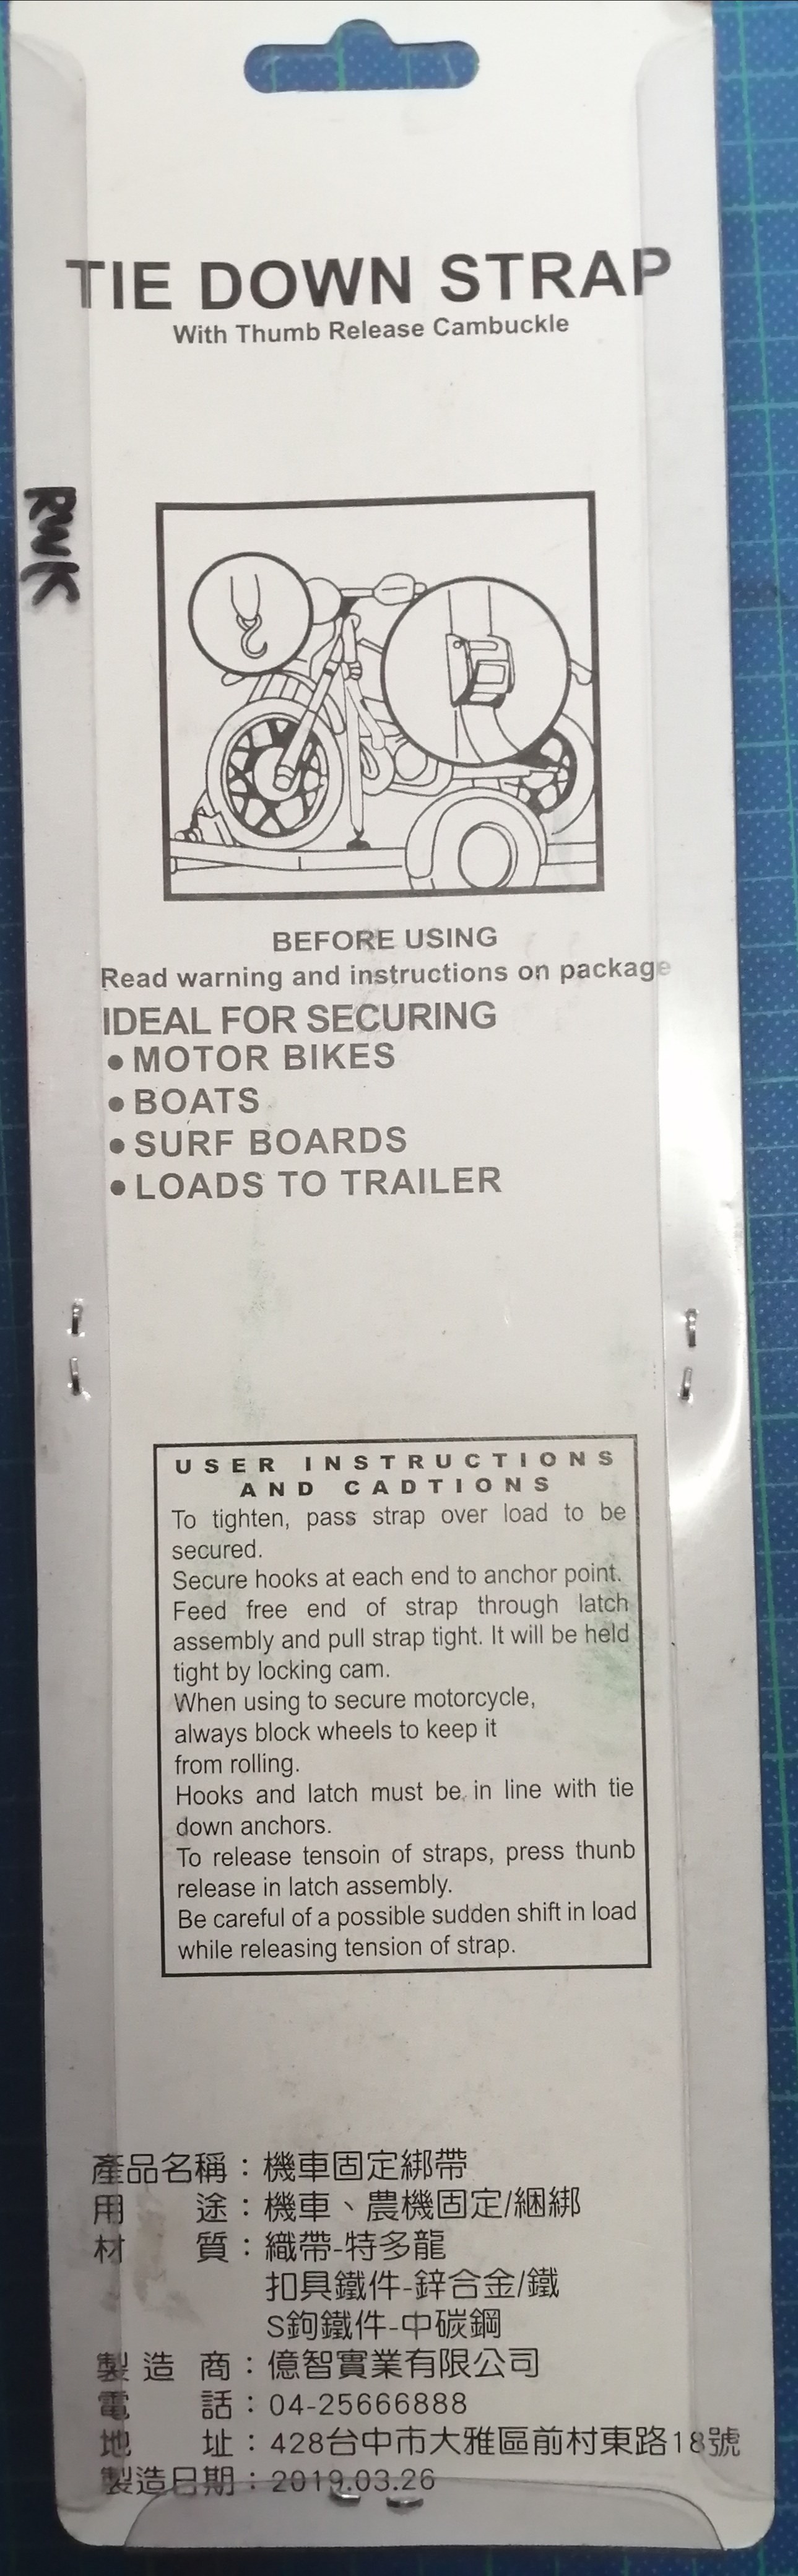 TIE DOWN STRAP
With Thumb Release Cambuckle
RWK
BEFORE USING
Read warning and instructions on package
IDEAL FOR SECURING
• MOTOR BIKES
• BOATS
• SURF BOARDS
• LOADS TO TRAILER
USER INSTRUCTIONS
AND CADTIONS
To tighten, pass strap over load to be
secured.
Secure hooks at each end to anchor point.
Feed free end of strap through latch
assembly and pull strap tight. It will be held
tight by locking cam.
When using to secure motorcycle,
always block wheels to keep it
from rolling.
Hooks and latch must be in line with tie
down anchors.
To release tensoin of straps, press thunb
release in latch assembly.
Be careful of a possible sudden shift in load
while releasing tension of strap.
產品名稱：機車固定綁帶
用途：機車、農機固定/綑綁
材質：織帶-特多龍
扣具鐵件-鋅合金/鐵
S鉤鐵件-中碳鋼
製造商：億智實業有限公司
電話：04-25666888
地址：428台中市大雅區前村東路18號
製造日期：2019.03.26